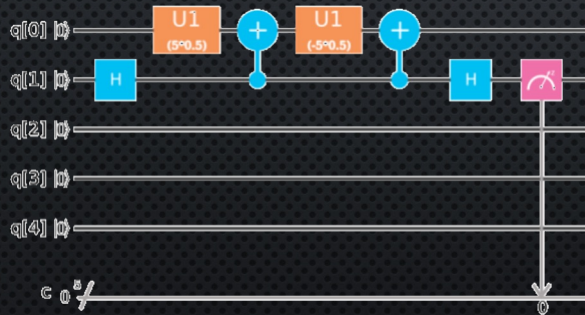 q[0] |0⟩ U1 (5*0.5) + U1 (-5*0.5) +
q[1] |0⟩ H H
q[2] |0⟩
q[3] |0⟩
q[4] |0⟩
c 0 5
0